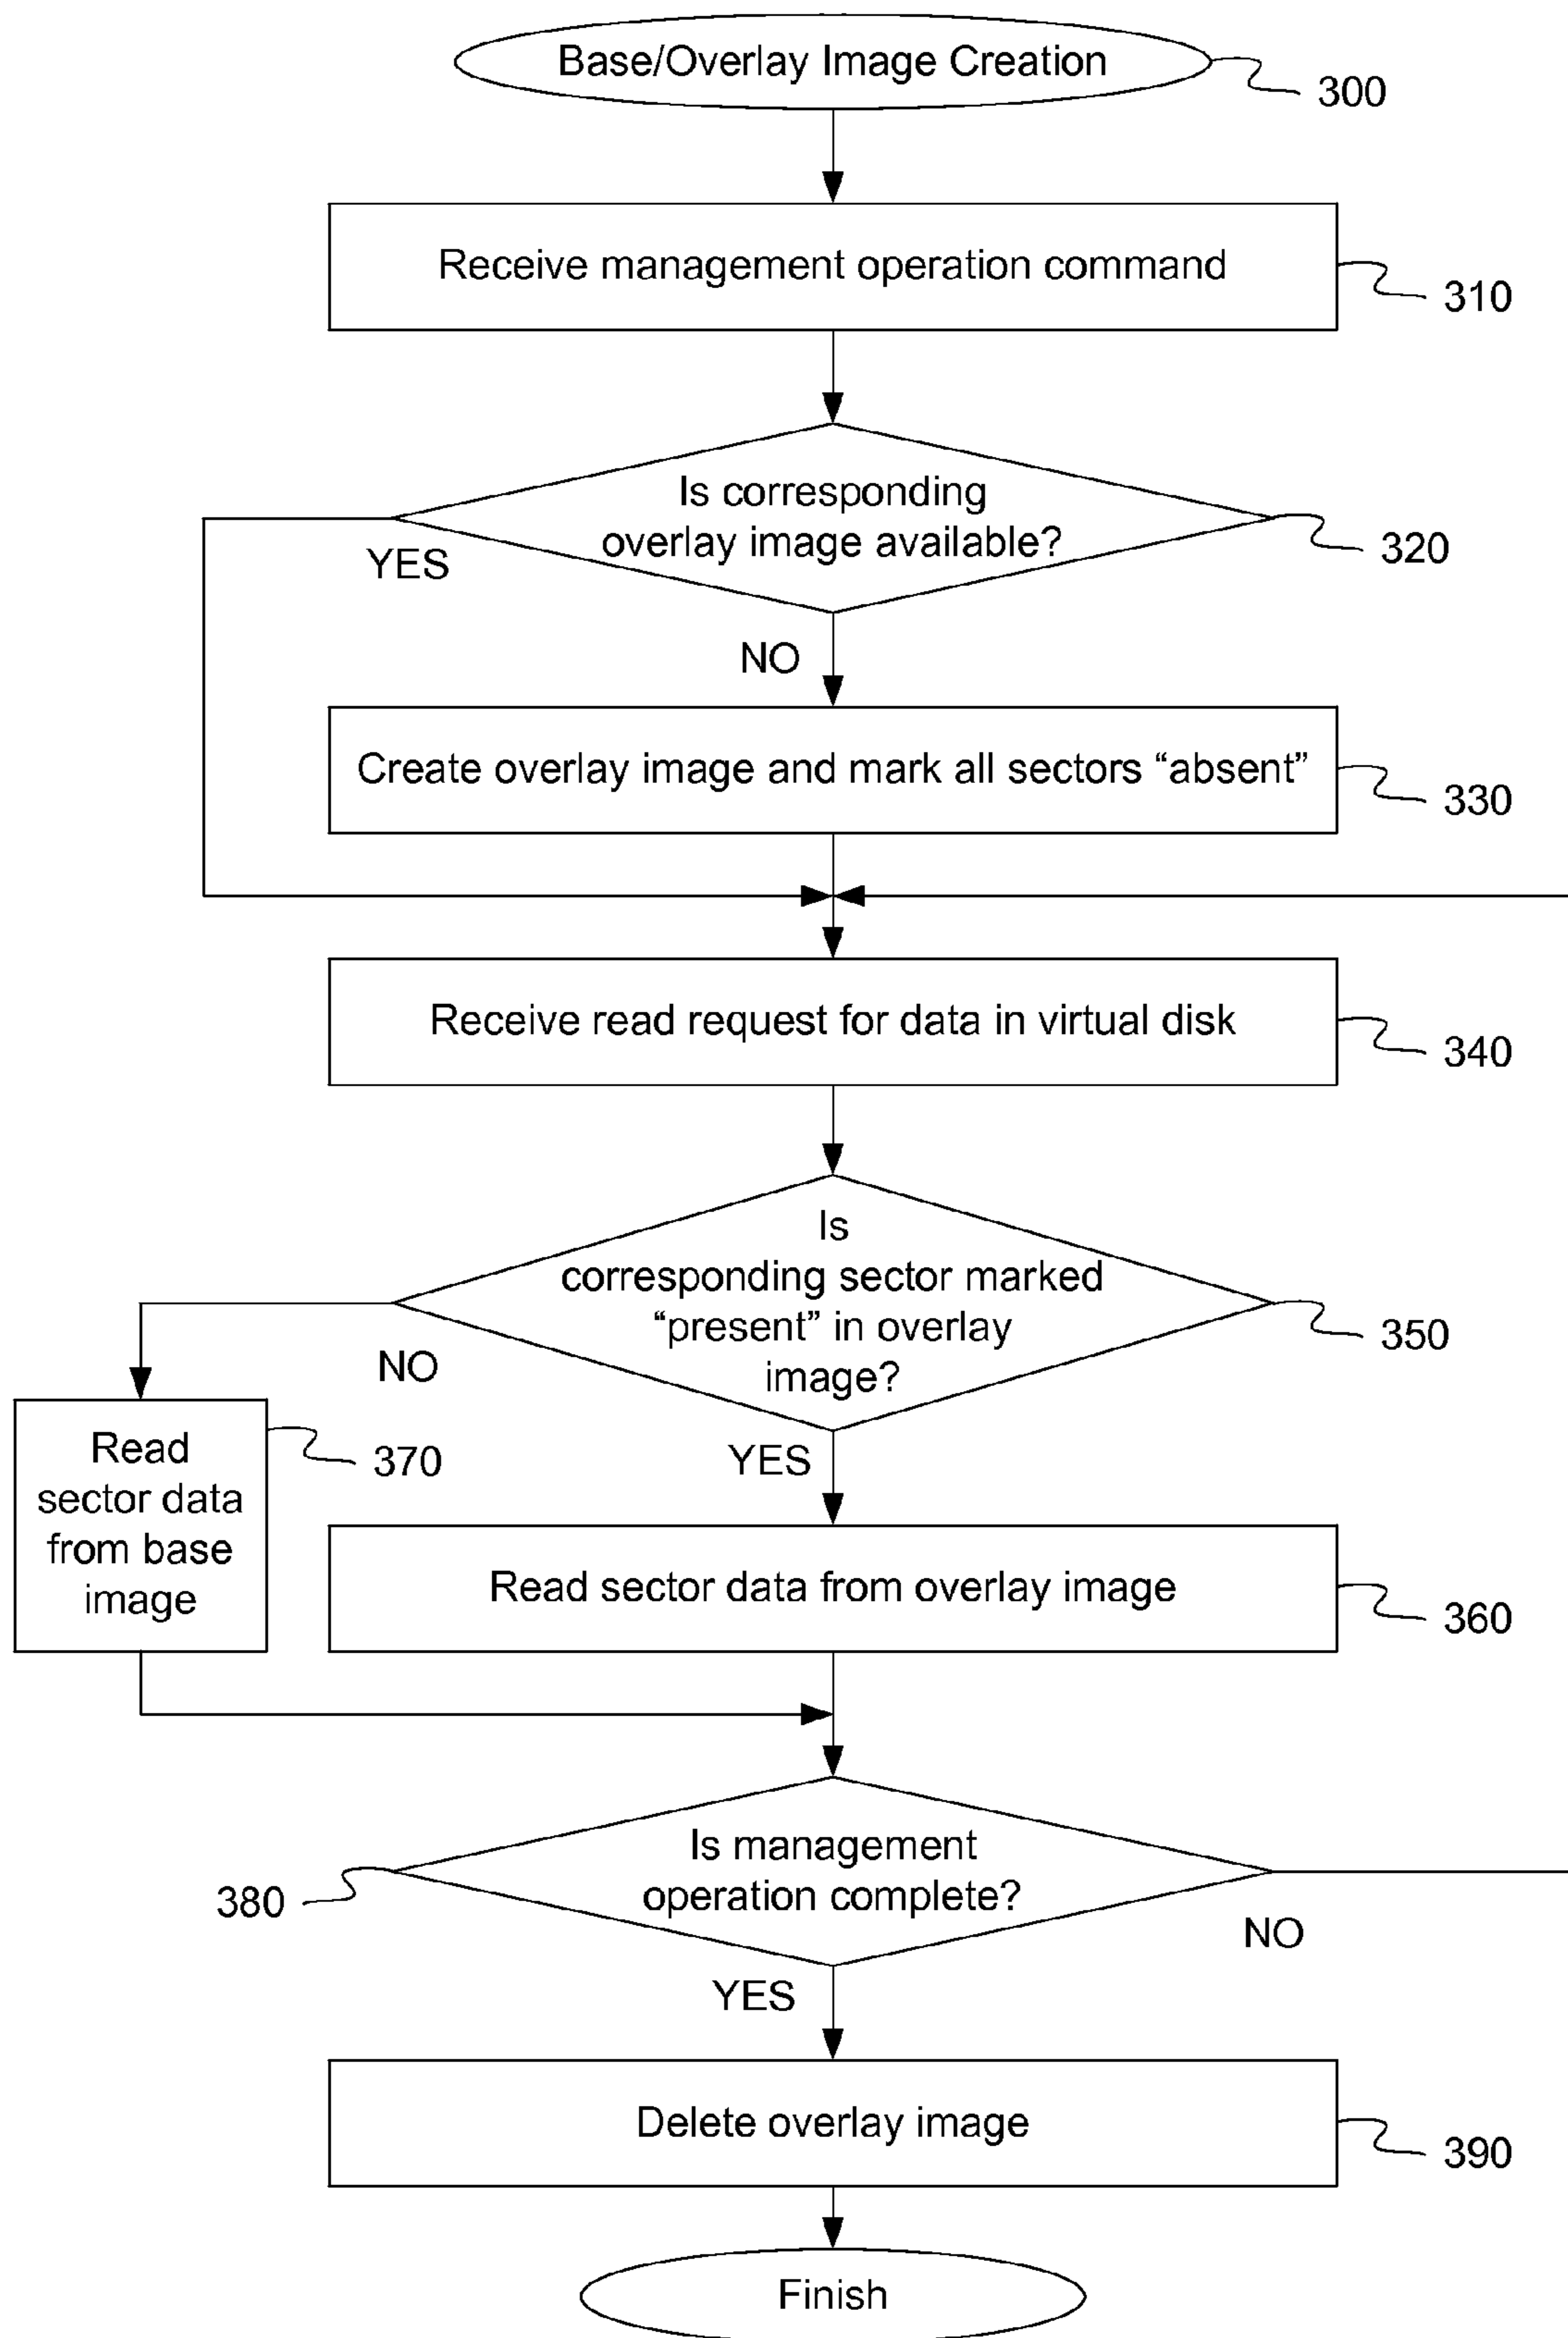 Base/Overlay Image Creation
300
Receive management operation command
310
Is corresponding
overlay image available?
320
YES
NO
Create overlay image and mark all sectors “absent”
330
Receive read request for data in virtual disk
340
Is
corresponding sector marked
“present” in overlay
image?
350
NO
YES
Read
sector data
from base
image
370
Read sector data from overlay image
360
Is management
operation complete?
380
NO
YES
Delete overlay image
390
Finish